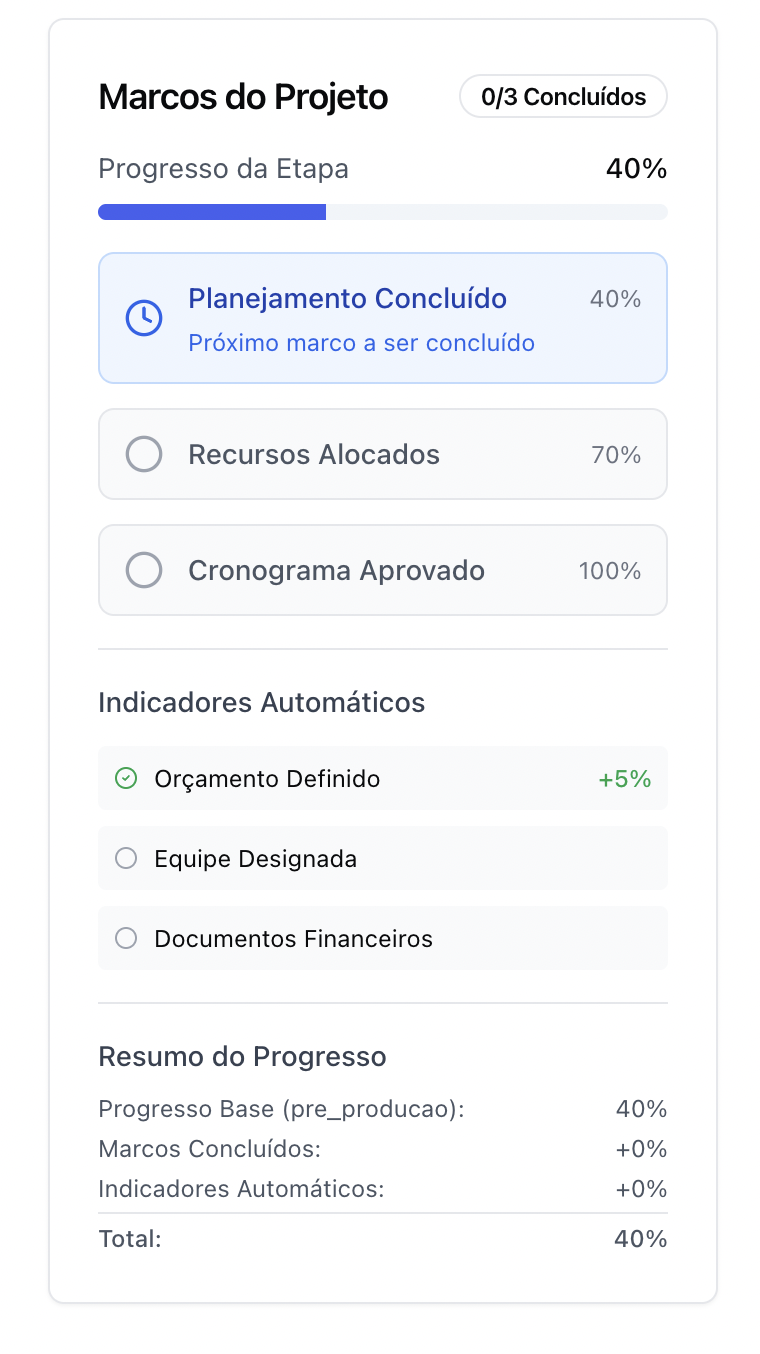 Marcos do Projeto
0/3 Concluídos
Progresso da Etapa
40%
Planejamento Concluído
40%
Próximo marco a ser concluído
Recursos Alocados
70%
Cronograma Aprovado
100%
Indicadores Automáticos
Orçamento Definido
+5%
Equipe Designada
Documentos Financeiros
Resumo do Progresso
Progresso Base (pre_producao):
40%
Marcos Concluídos:
+0%
Indicadores Automáticos:
+0%
Total:
40%